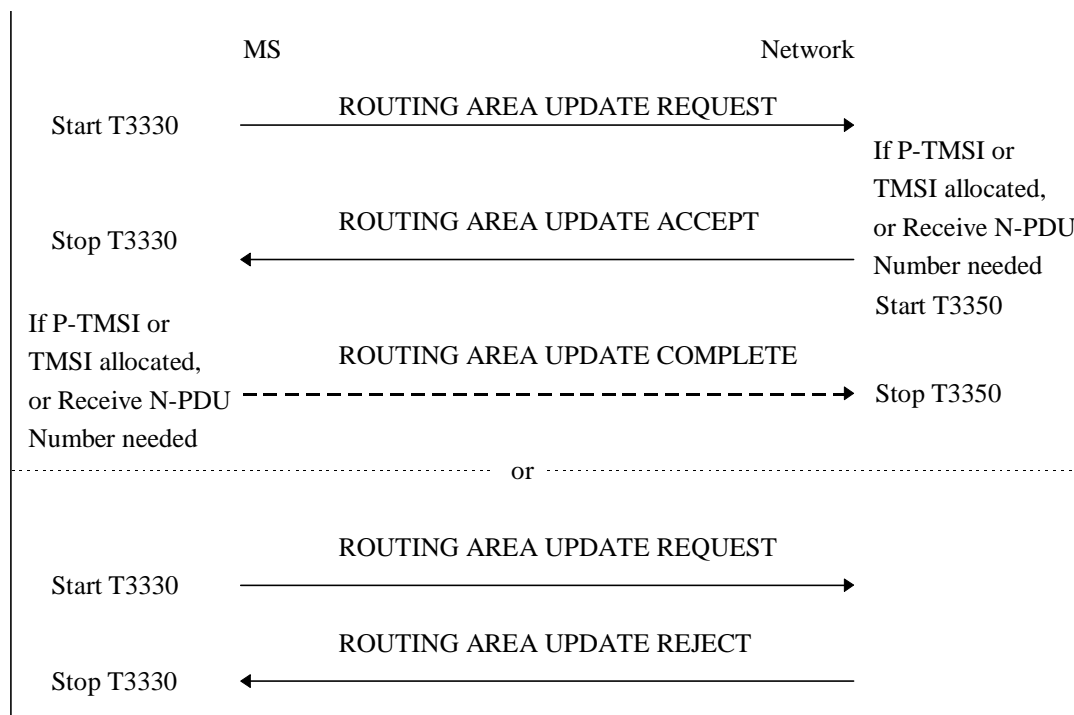 MS
Network
ROUTING AREA UPDATE REQUEST
Start T3330
If P-TMSI or
TMSI allocated,
or Receive N-PDU
Number needed
Start T3350
ROUTING AREA UPDATE ACCEPT
Stop T3330
If P-TMSI or
TMSI allocated,
or Receive N-PDU
Number needed
ROUTING AREA UPDATE COMPLETE
Stop T3350
or
ROUTING AREA UPDATE REQUEST
Start T3330
ROUTING AREA UPDATE REJECT
Stop T3330